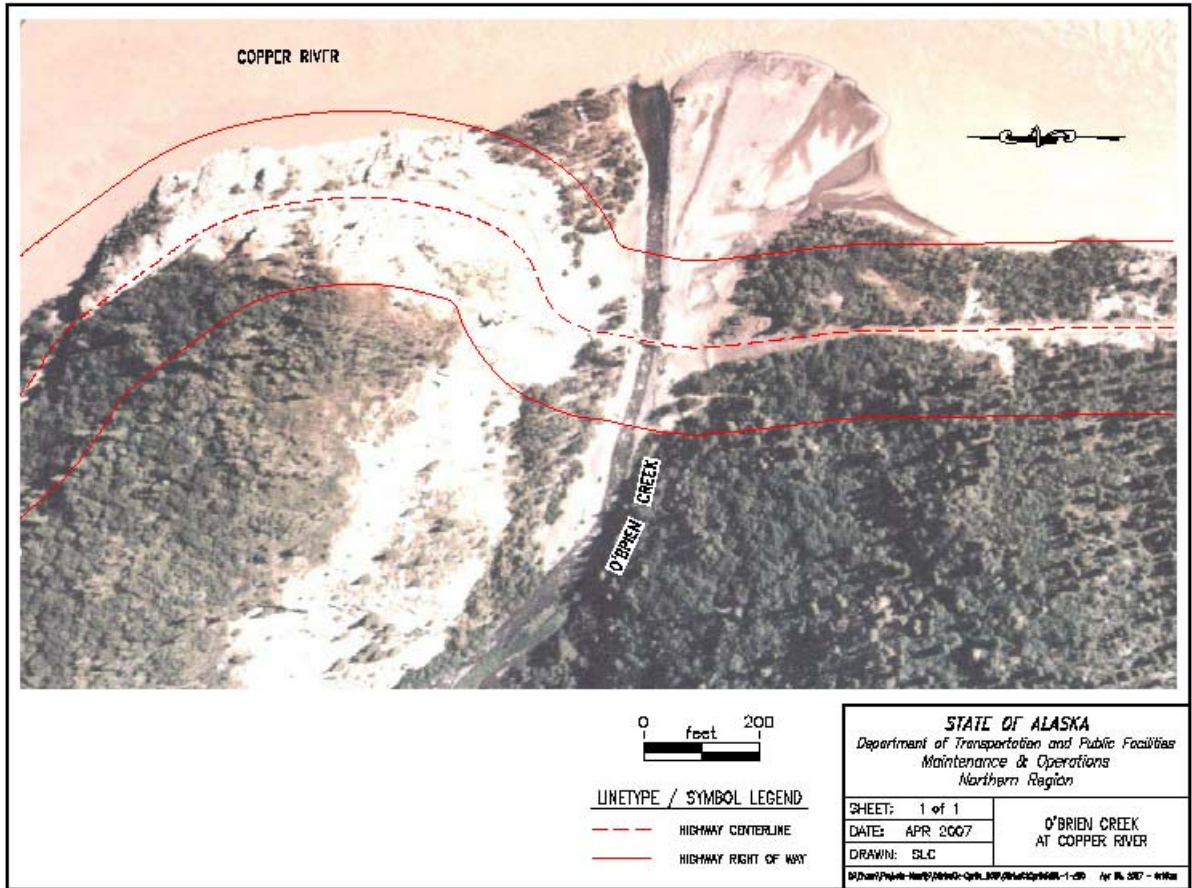 COPPER RIVER
O'BRIEN CREEK
0 200
feet
LINETYPE / SYMBOL LEGEND
HIGHWAY CENTERLINE
HIGHWAY RIGHT OF WAY
STATE OF ALASKA
Department of Transportation and Public Facilities
Maintenance & Operations
Northern Region
SHEET: 1 of 1
DATE: APR 2007
DRAWN: SLC
O'BRIEN CREEK
AT COPPER RIVER